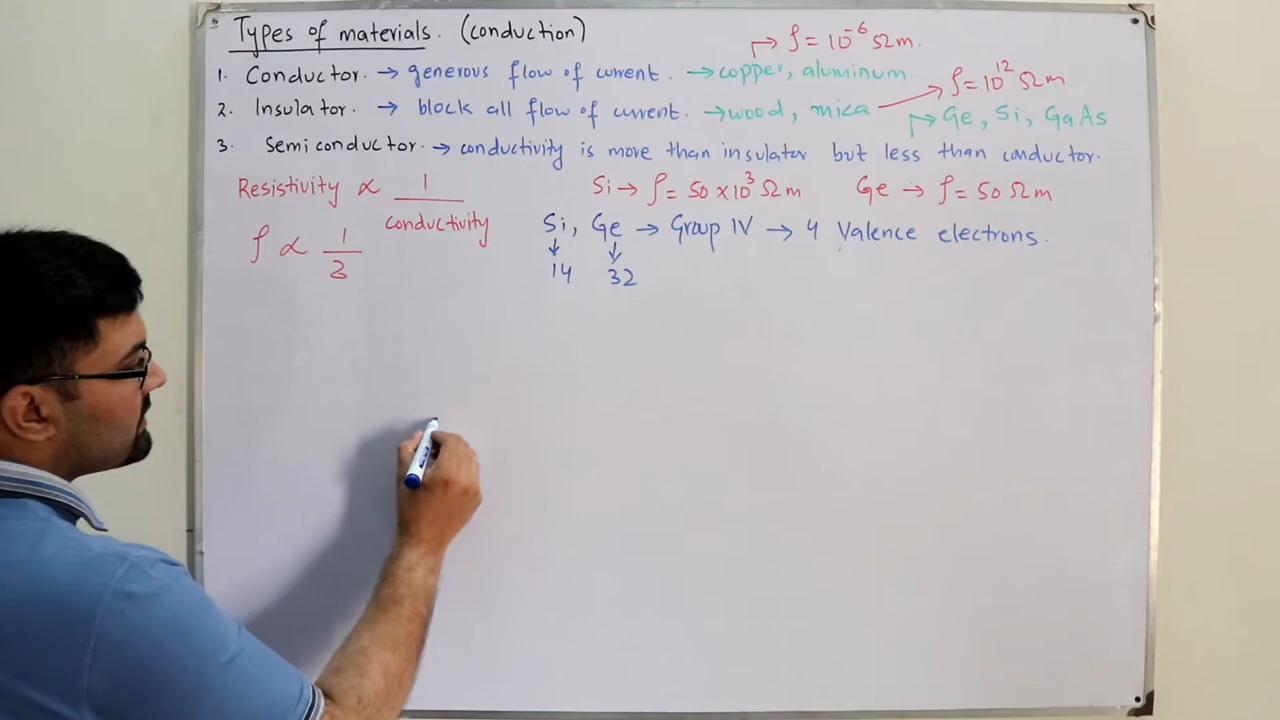 Types of materials. (conduction)
ρ = 10⁻⁶ Ωm.
1. Conductor. → generous flow of current. → copper, aluminum.
ρ = 10¹² Ωm
2. Insulator. → block all flow of current. → wood, mica
→ Ge, Si, GaAs
3. Semiconductor. → conductivity is more than insulator but less than conductor.
Resistivity ∝ 1 / conductivity
Si → ρ = 50 × 10³ Ωm Ge → ρ = 50 Ωm
Si, Ge → Group IV → 4 Valence electrons.
ρ ∝ 1 / 2
↓ 14 ↓ 32